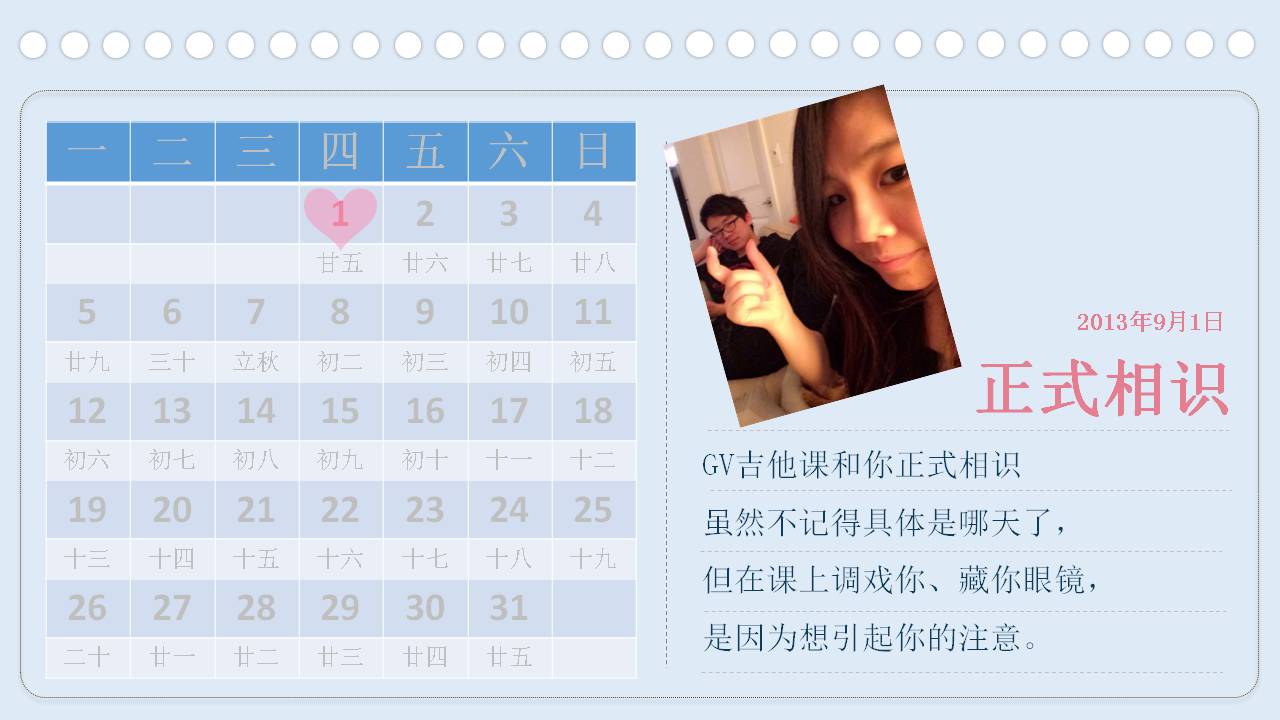 一 二 三 四 五 六 日
1 2 3 4
甘五 廿六 廿七 廿八
5 6 7 8 9 10 11
廿九 三十 立秋 初二 初三 初四 初五
12 13 14 15 16 17 18
初六 初七 初八 初九 初十 十一 十二
19 20 21 22 23 24 25
十三 十四 十五 十六 十七 十八 十九
26 27 28 29 30 31
二十 廿一 廿二 廿三 廿四 廿五
2013年9月1日
正式相识
GV吉他课和你正式相识
虽然不记得具体是哪天了，
但在课上调戏你、藏你眼镜，
是因为想引起你的注意。